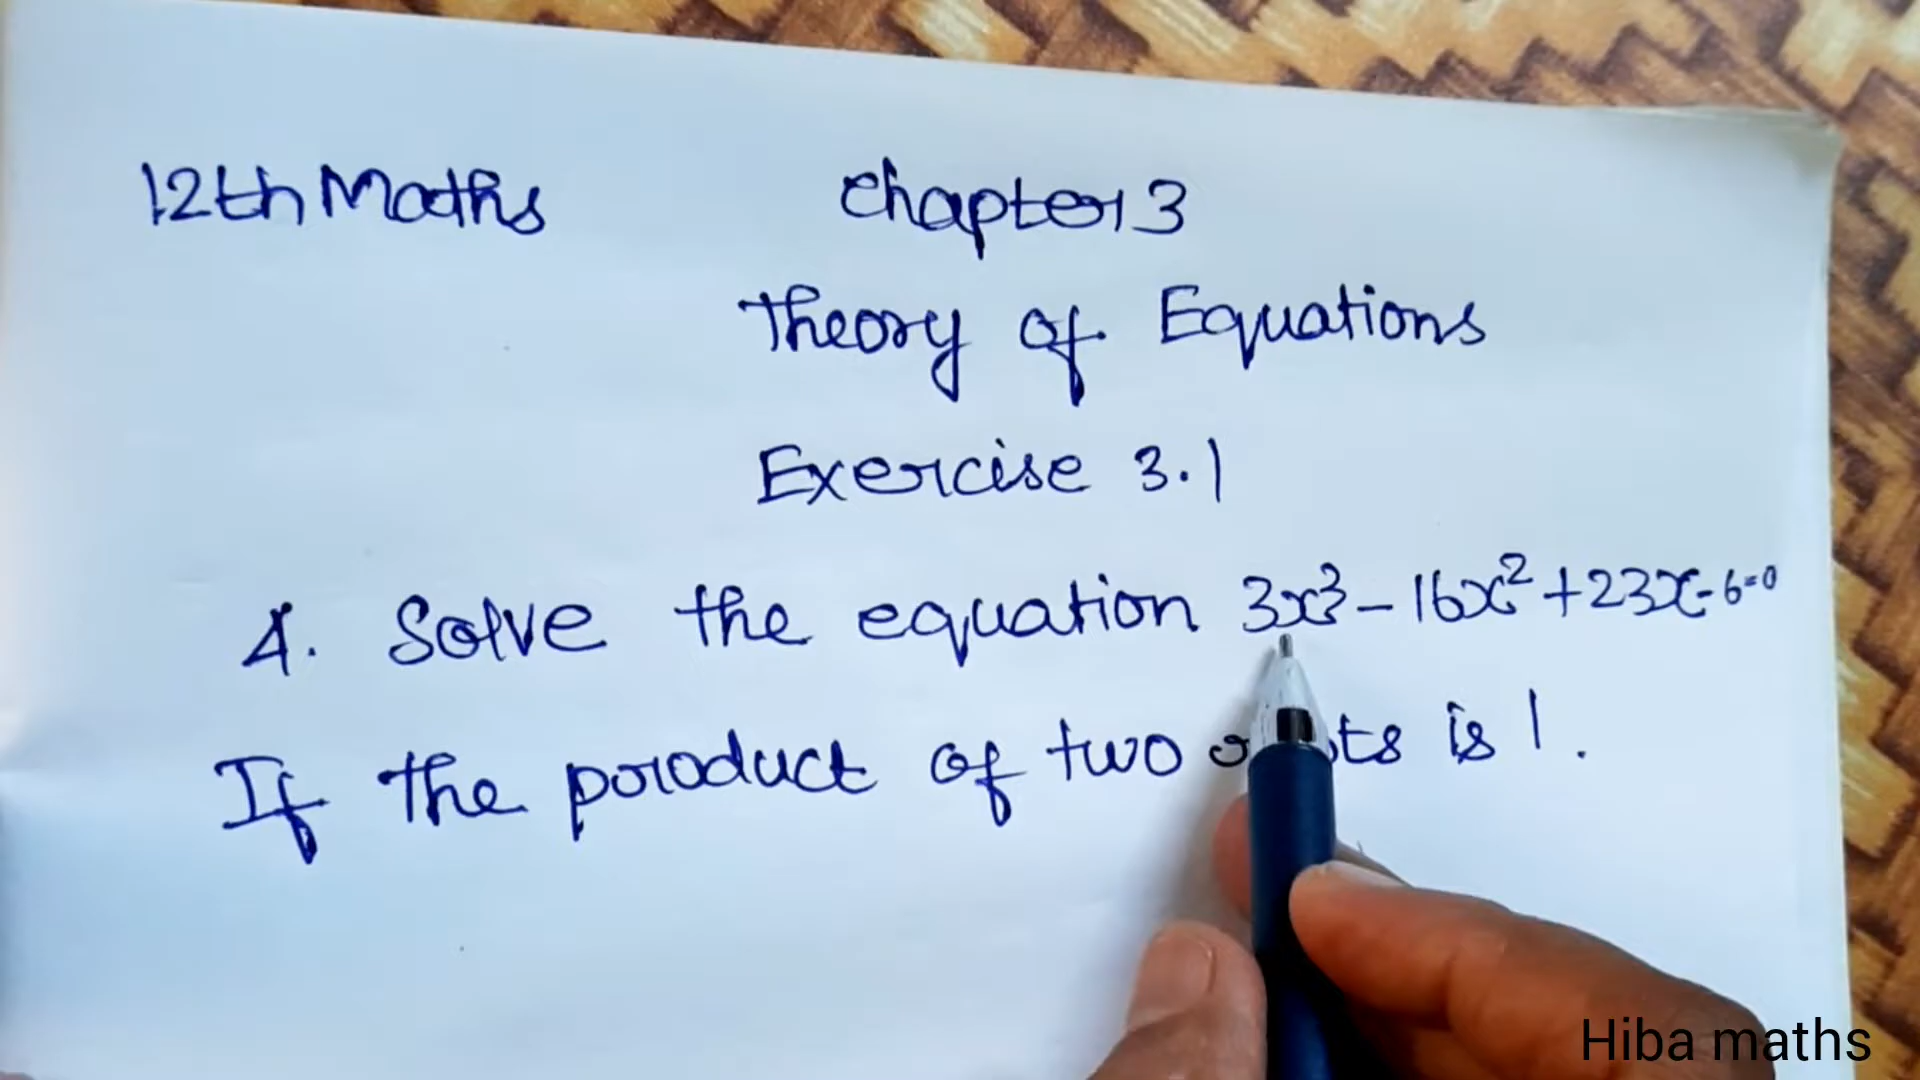 12th Maths chapter 3
Theory of Equations
Exercise 3.1
4. Solve the equation 3x³ - 16x² + 23x - 6 = 0
If the product of two is 1.
Hiba maths